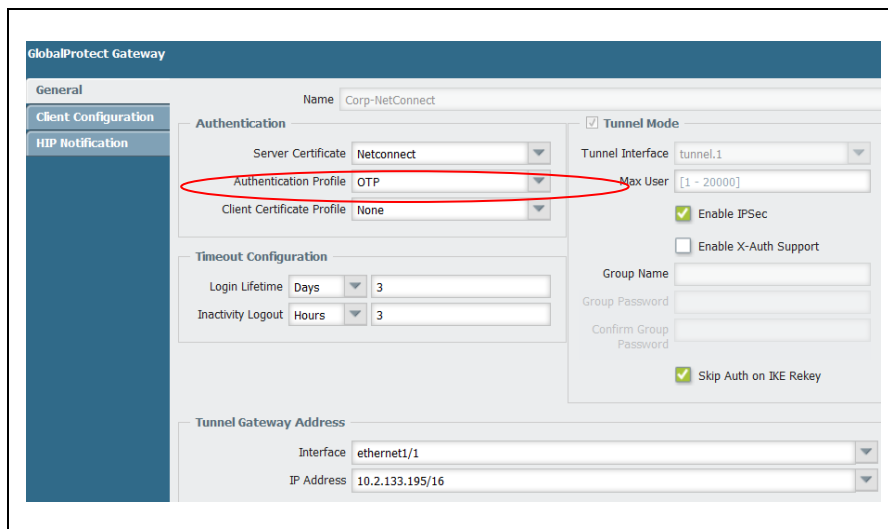 GlobalProtect Gateway
General
Client Configuration
HIP Notification
Name Corp-NetConnect
Authentication
Server Certificate Netconnect
Authentication Profile OTP
Client Certificate Profile None
Timeout Configuration
Login Lifetime Days 3
Inactivity Logout Hours 3
Tunnel Mode
Tunnel Interface tunnel.1
Max User [1 - 20000]
Enable IPSec
Enable X-Auth Support
Group Name
Group Password
Confirm Group
Password
Skip Auth on IKE Rekey
Tunnel Gateway Address
Interface ethernet1/1
IP Address 10.2.133.195/16